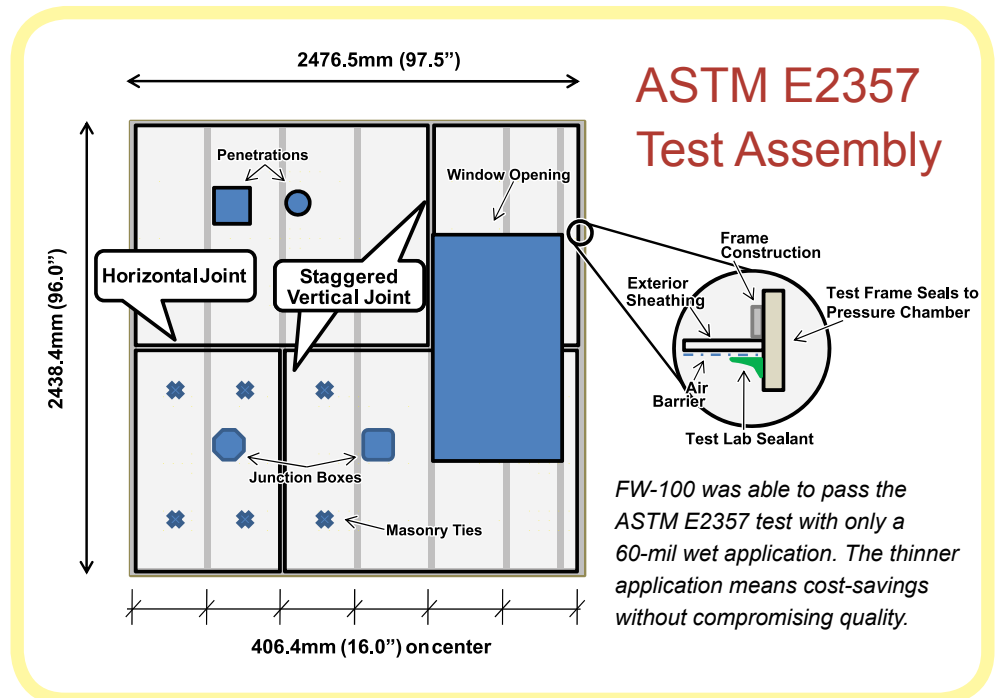 2476.5mm (97.5”)
ASTM E2357
Test Assembly
2438.4mm (96.0”)
Penetrations
Window Opening
Horizontal Joint
Staggered
Vertical Joint
Frame
Construction
Exterior
Sheathing
Test Frame Seals to
Pressure Chamber
Air
Barrier
Test Lab Sealant
Junction Boxes
Masonry Ties
FW-100 was able to pass the
ASTM E2357 test with only a
60-mil wet application. The thinner
application means cost-savings
without compromising quality.
406.4mm (16.0”) on center